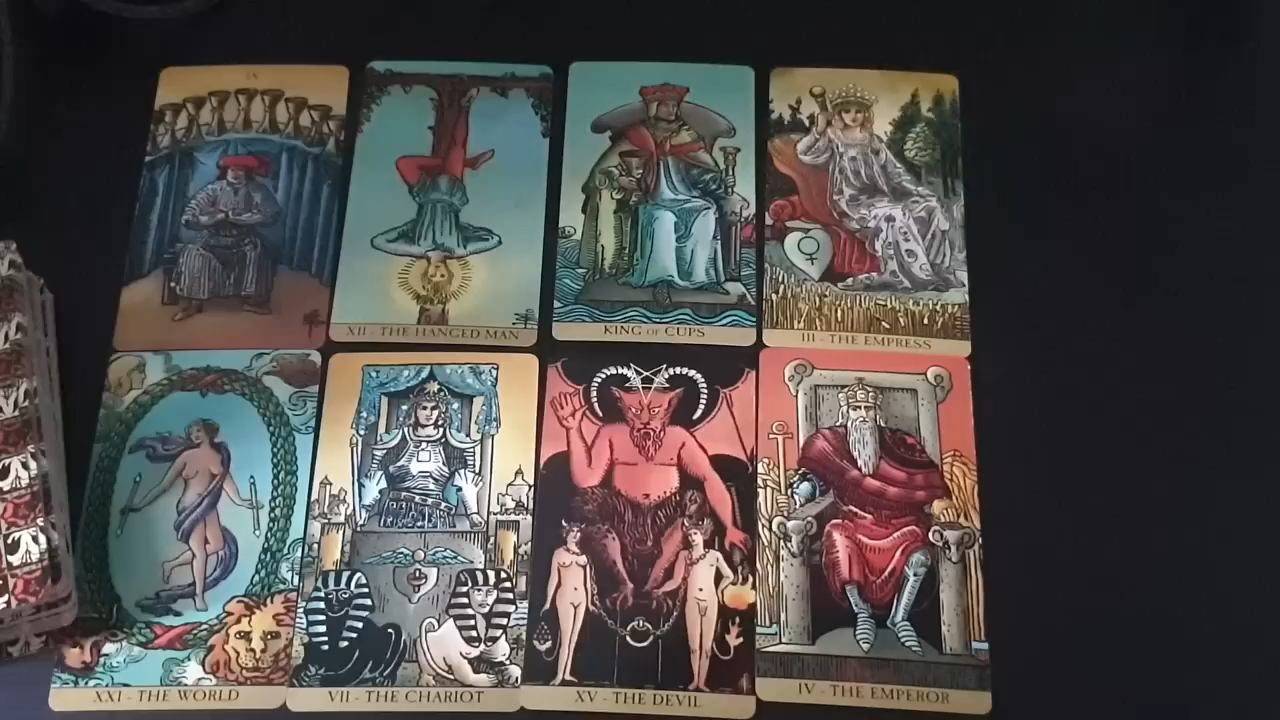 IX
XII - THE HANGED MAN
KING OF CUPS
III - THE EMPRESS
XXI - THE WORLD
VII - THE CHARIOT
XV - THE DEVIL
IV - THE EMPEROR